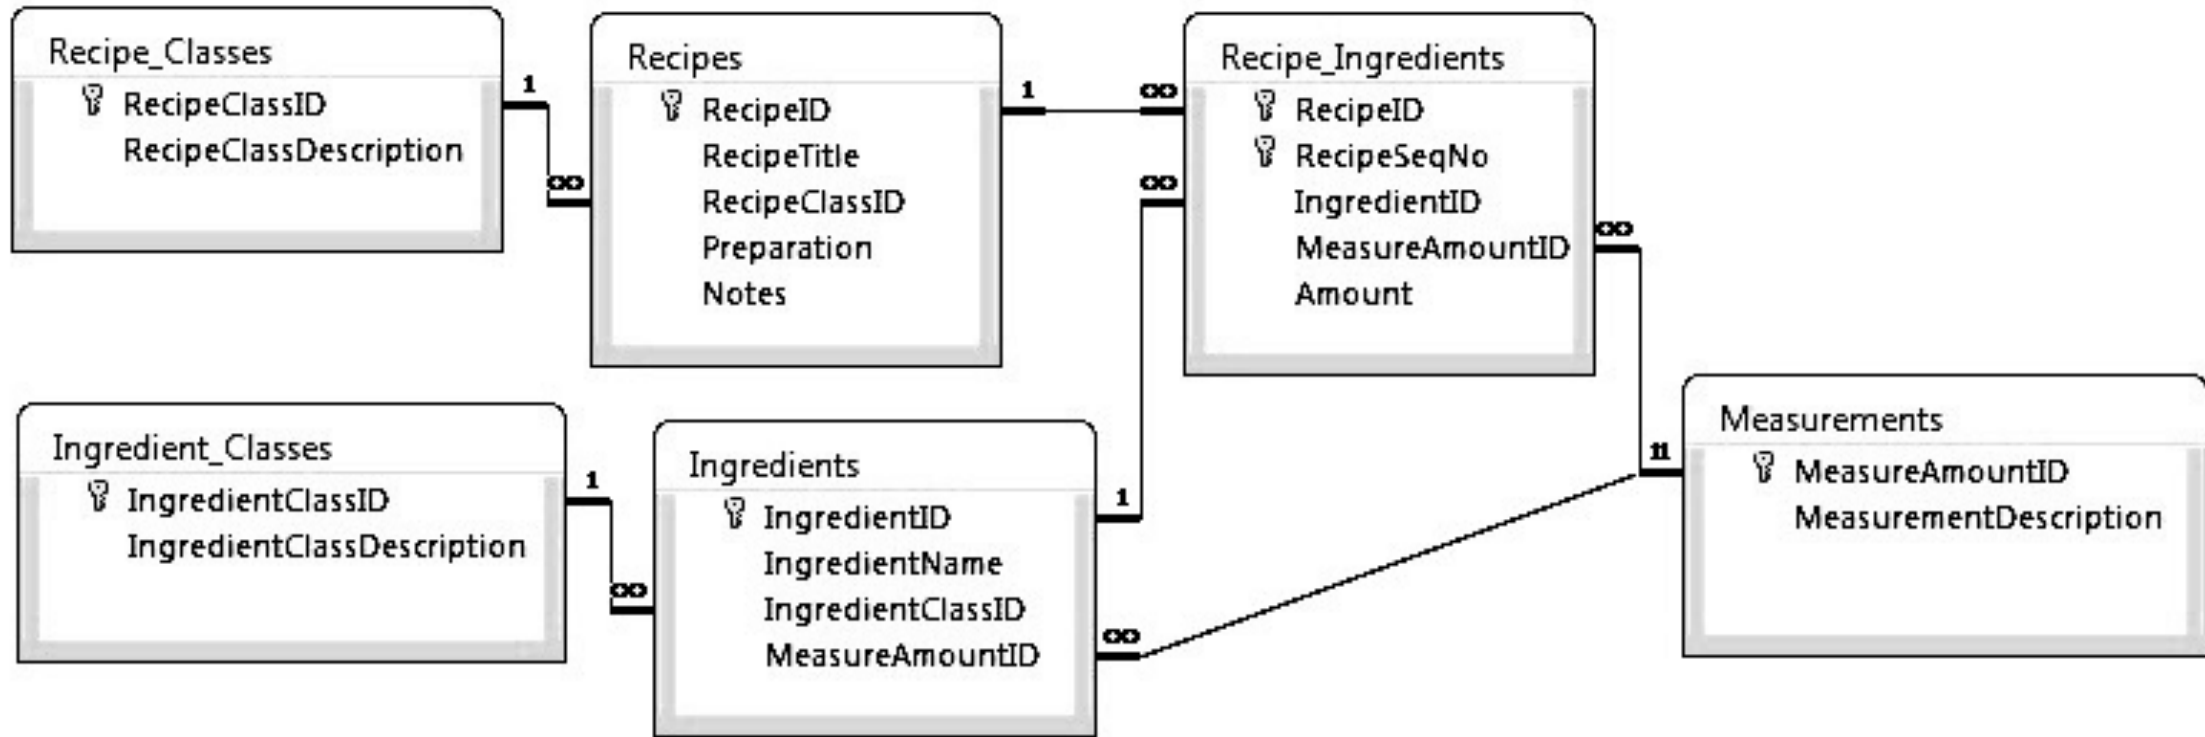 Recipe_Classes
RecipeClassID
RecipeClassDescription
1
∞
Recipes
RecipeID
RecipeTitle
RecipeClassID
Preparation
Notes
1
∞
∞
Recipe_Ingredients
RecipeID
RecipeSeqNo
IngredientID
MeasureAmountID
Amount
∞
Ingredient_Classes
IngredientClassID
IngredientClassDescription
1
∞
Ingredients
IngredientID
IngredientName
IngredientClassID
MeasureAmountID
1
∞
11
Measurements
MeasureAmountID
MeasurementDescription